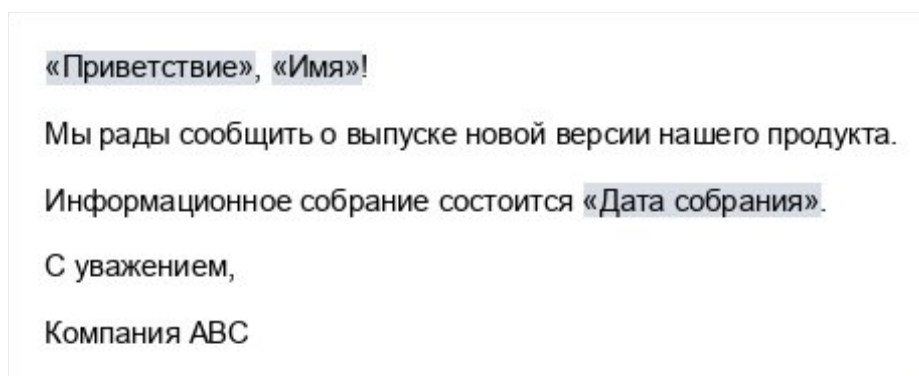 «Приветствие», «Имя»!
Мы рады сообщить о выпуске новой версии нашего продукта.
Информационное собрание состоится «Дата собрания».
С уважением,
Компания ABC